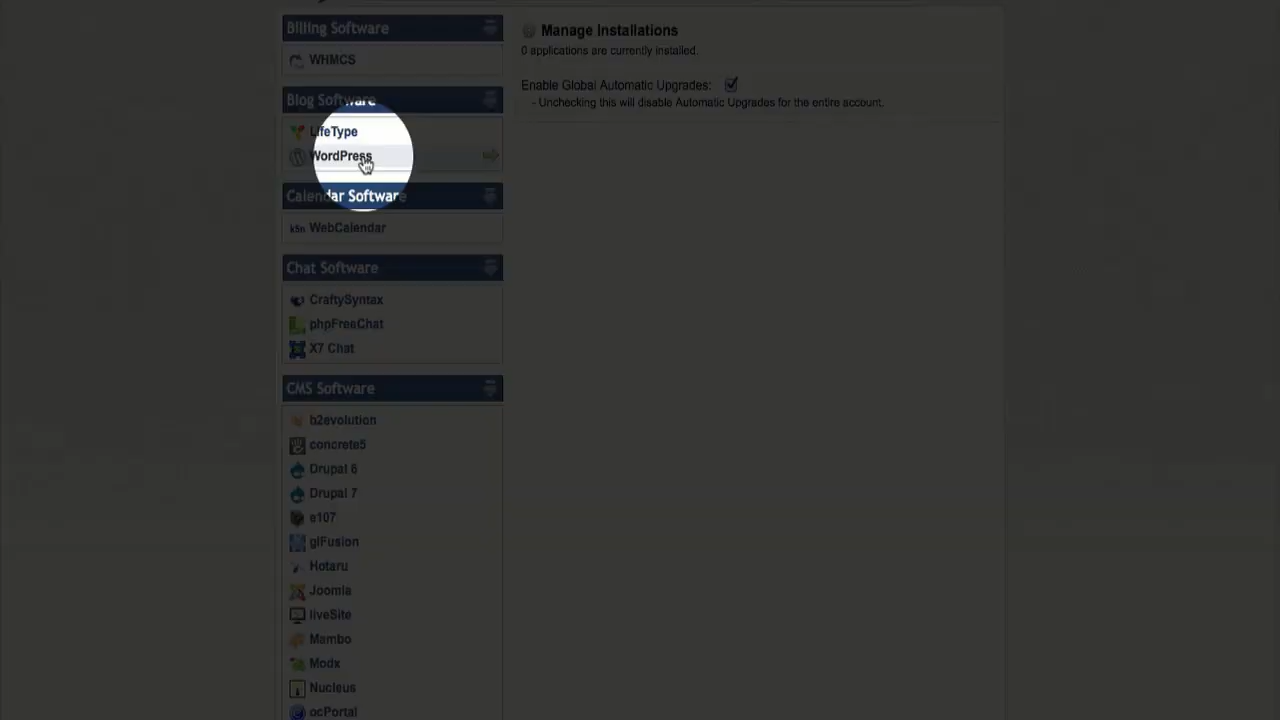 Billing Software
WHMCS
Blog Software
LifeType
WordPress
Calendar Software
k5n WebCalendar
Chat Software
CraftySyntax
phpFreeChat
X7 Chat
CMS Software
b2evolution
concrete5
Drupal 6
Drupal 7
e107
glFusion
Hotaru
Joomla
liveSite
Mambo
Modx
Nucleus
ocPortal
Manage Installations
0 applications are currently installed.
Enable Global Automatic Upgrades:
- Unchecking this will disable Automatic Upgrades for the entire account.